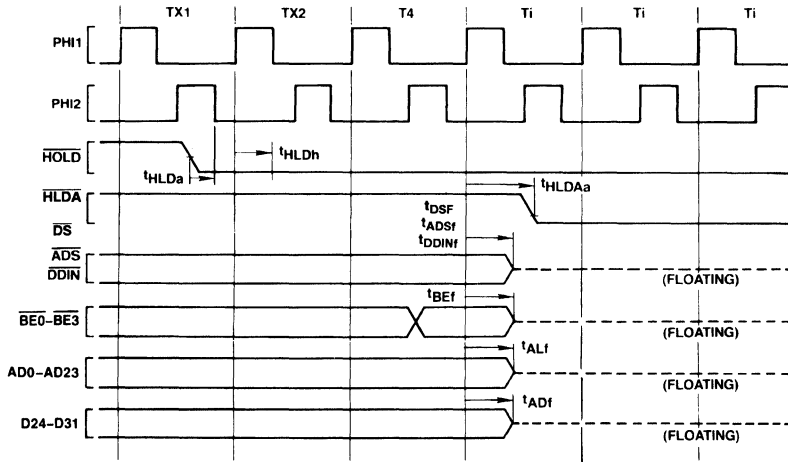 TX1 TX2 T4 Ti Ti Ti
PHI1
PHI2
HOLD
tHLDh
tHLDa
HLDA
tHLDAa
DS
tDSF
tADSf
tDDINf
ADS
DDIN
(FLOATING)
tBEf
BE0-BE3
(FLOATING)
tALf
AD0-AD23
(FLOATING)
tADf
D24-D31
(FLOATING)